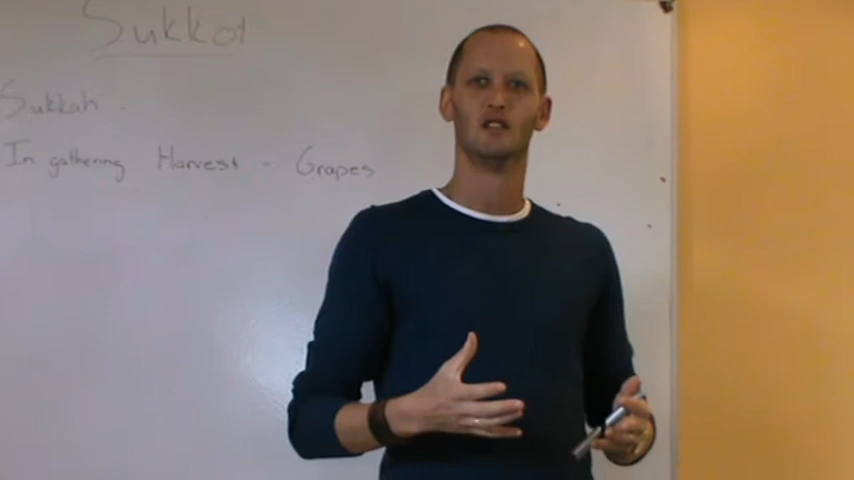 Sukkot
Sukkah .
In gathering Harvest -- Grapes